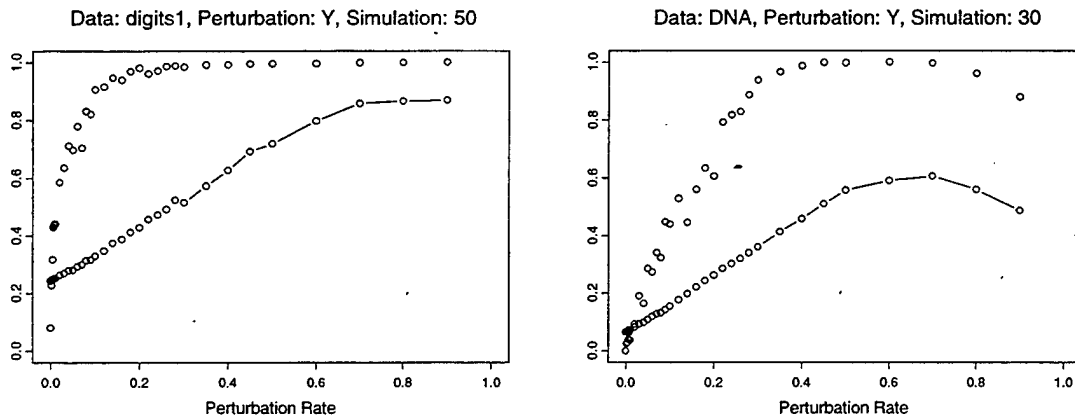 Data: digits1, Perturbation: Y, Simulation: 50
1.0
0.8
0.6
0.4
0.2
0.0
0.0 0.2 0.4 0.6 0.8 1.0
Perturbation Rate
Data: DNA, Perturbation: Y, Simulation: 30
1.0
0.8
0.6
0.4
0.2
0.0
0.0 0.2 0.4 0.6 0.8 1.0
Perturbation Rate